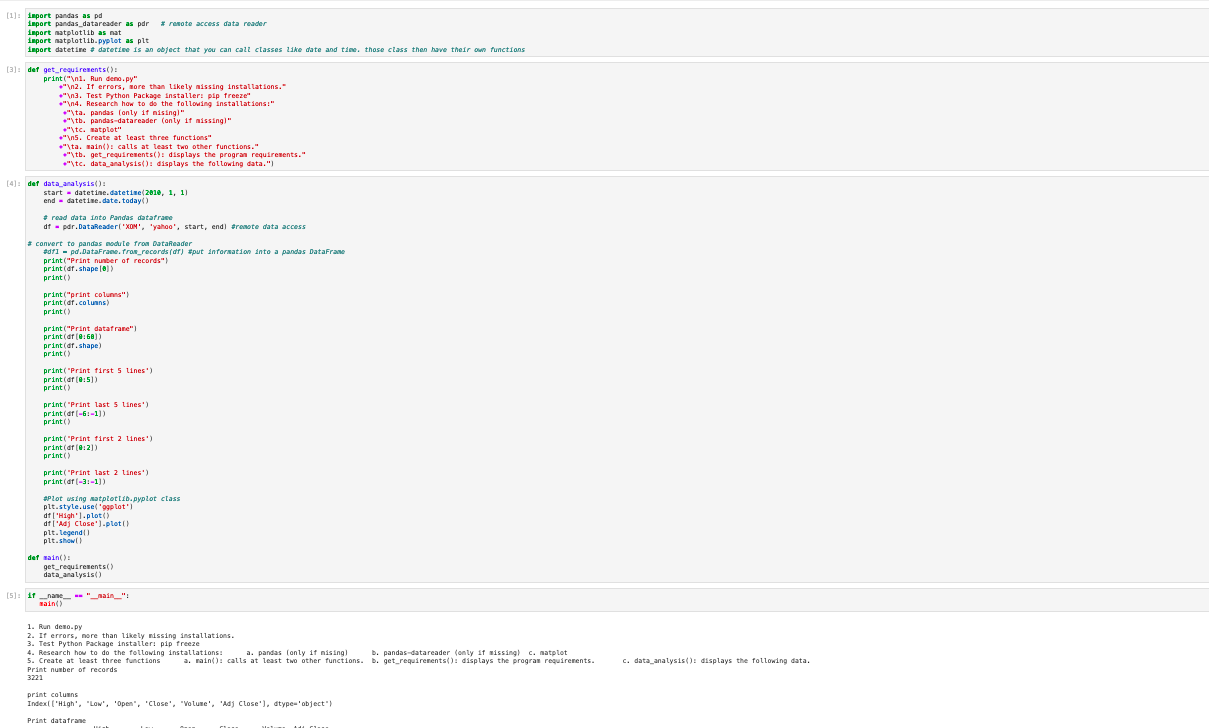 [1]: import pandas as pd
import pandas_datareader as pdr   # remote access data reader
import matplotlib as mat
import matplotlib.pyplot as plt
import datetime # datetime is an object that you can call classes like date and time. those class then have their own functions
[3]: def get_requirements():
    print("\n1. Run demo.py"
        +"\n2. If errors, more than likely missing installations."
        +"\n3. Test Python Package installer: pip freeze"
        +"\n4. Research how to do the following installations:"
         +"\ta. pandas (only if mising)"
         +"\tb. pandas-datareader (only if missing)"
        +"\tc. matplot"
        +"\n5. Create at least three functions"
         +"\ta. main(): calls at least two other functions."
         +"\tb. get_requirements(): displays the program requirements."
         +"\tc. data_analysis(): displays the following data.")
[4]: def data_analysis():
    start = datetime.datetime(2010, 1, 1)
    end = datetime.date.today()
    # read data into Pandas dataframe
    df = pdr.DataReader('XOM', 'yahoo', start, end) #remote data access
# convert to pandas module from DataReader
    #df1 = pd.DataFrame.from_records(df) #put information into a pandas DataFrame
    print("Print number of records")
    print(df.shape[0])
    print()
    print("print columns")
    print(df.columns)
    print()
    print("Print dataframe")
    print(df[0:60])
    print(df.shape)
    print()
    print('Print first 5 lines')
    print(df[0:5])
    print()
    print('Print last 5 lines')
    print(df[-6:-1])
    print()
    print('Print first 2 lines')
    print(df[0:2])
    print()
    print('Print last 2 lines')
    print(df[-3:-1])
    #Plot using matplotlib.pyplot class
    plt.style.use('ggplot')
    df['High'].plot()
    df['Adj Close'].plot()
    plt.legend()
    plt.show()
def main():
    get_requirements()
    data_analysis()
[5]: if __name__ == "__main__":
   main()
1. Run demo.py
2. If errors, more than likely missing installations.
3. Test Python Package installer: pip freeze
4. Research how to do the following installations:      a. pandas (only if mising)      b. pandas-datareader (only if missing)  c. matplot
5. Create at least three functions      a. main(): calls at least two other functions.  b. get_requirements(): displays the program requirements.       c. data_analysis(): displays the following data.
Print number of records
3221
print columns
Index(['High', 'Low', 'Open', 'Close', 'Volume', 'Adj Close'], dtype='object')
Print dataframe
High Low Open Close Volume Adj Close